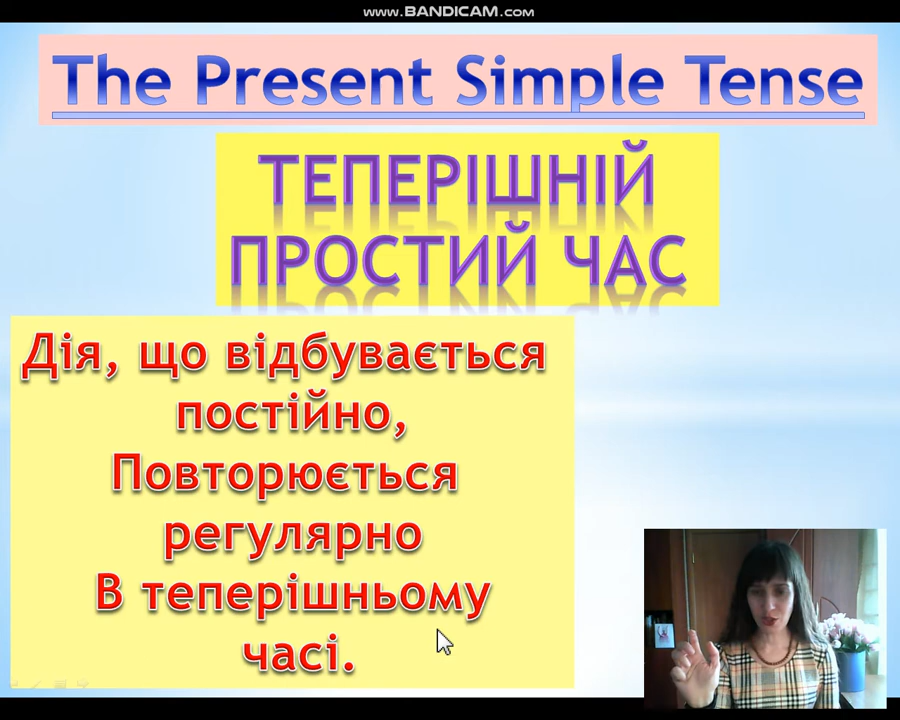 www.BANDICAM.com
The Present Simple Tense
ТЕПЕРІШНІЙ
ПРОСТИЙ ЧАС
Дія, що відбувається
постійно,
Повторюється
регулярно
В теперішньому
часі.